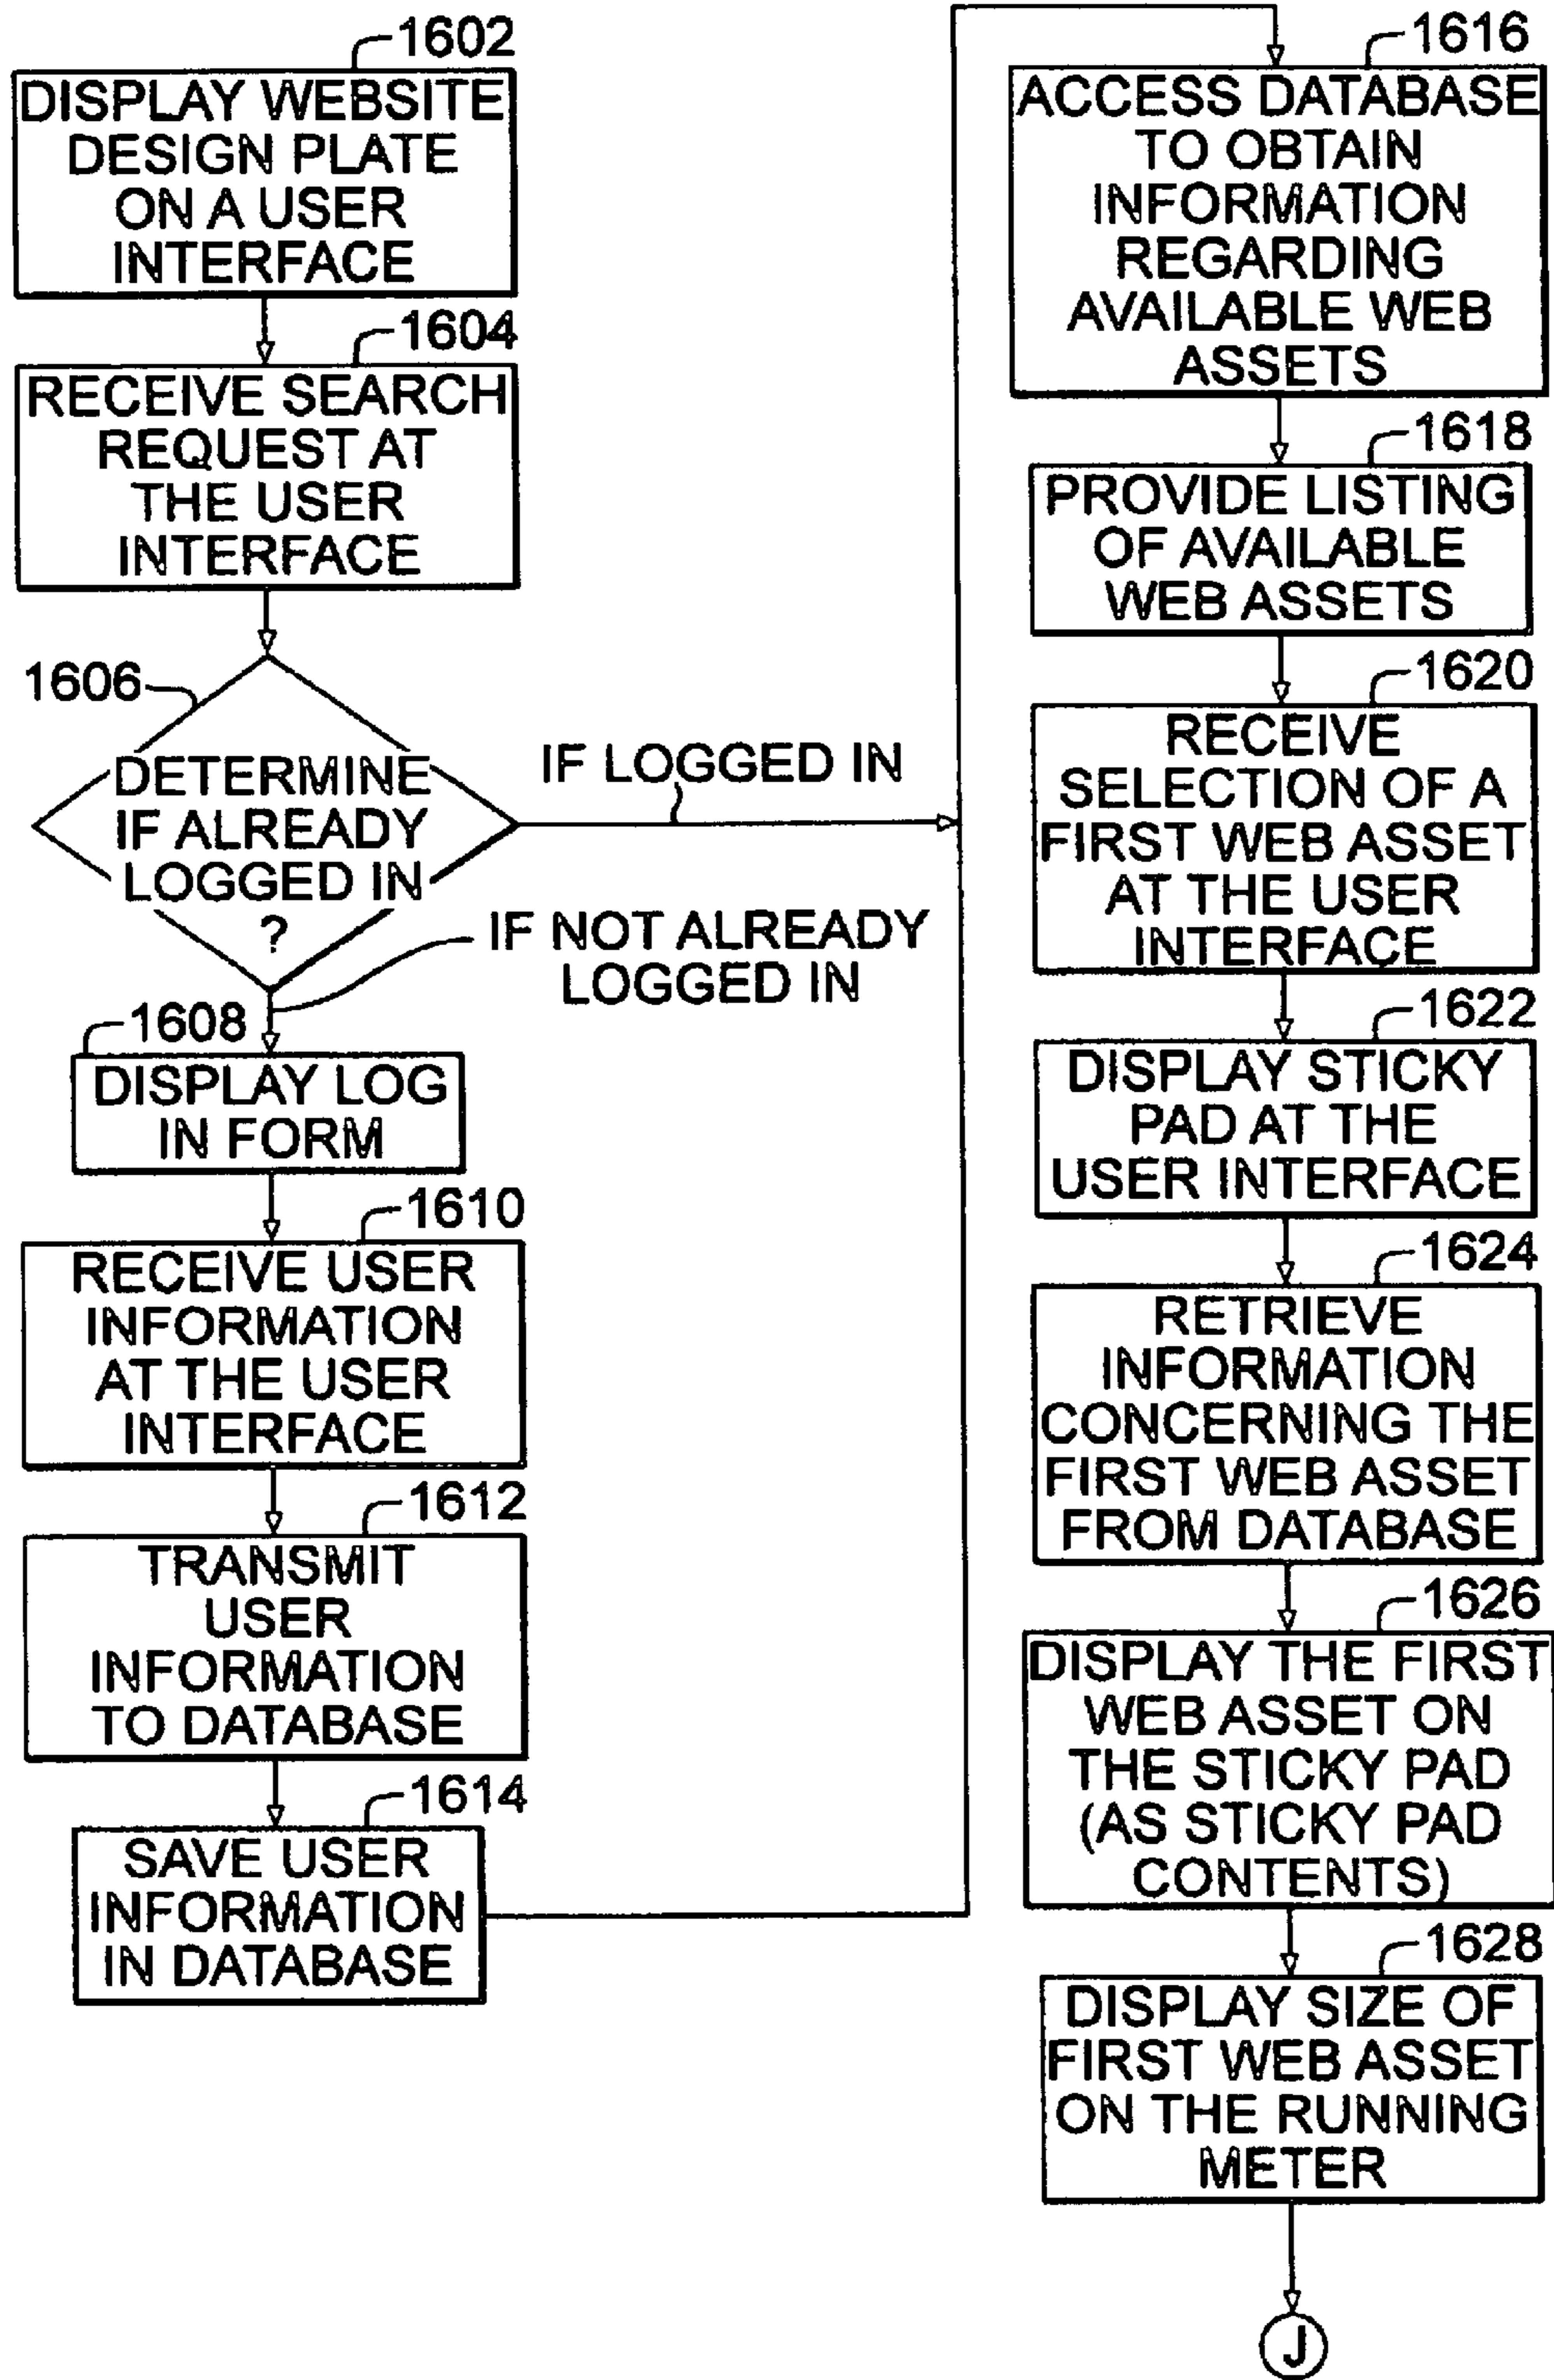 1602
DISPLAY WEBSITE
DESIGN PLATE
ON A USER
INTERFACE
1604
RECEIVE SEARCH
REQUEST AT
THE USER
INTERFACE
1606
DETERMINE
IF ALREADY
LOGGED IN
?
IF LOGGED IN
IF NOT ALREADY
LOGGED IN
1608
DISPLAY LOG
IN FORM
1610
RECEIVE USER
INFORMATION
AT THE USER
INTERFACE
1612
TRANSMIT
USER
INFORMATION
TO DATABASE
1614
SAVE USER
INFORMATION
IN DATABASE
1616
ACCESS DATABASE
TO OBTAIN
INFORMATION
REGARDING
AVAILABLE WEB
ASSETS
1618
PROVIDE LISTING
OF AVAILABLE
WEB ASSETS
1620
RECEIVE
SELECTION OF A
FIRST WEB ASSET
AT THE USER
INTERFACE
1622
DISPLAY STICKY
PAD AT THE
USER INTERFACE
1624
RETRIEVE
INFORMATION
CONCERNING THE
FIRST WEB ASSET
FROM DATABASE
1626
DISPLAY THE FIRST
WEB ASSET ON
THE STICKY PAD
(AS STICKY PAD
CONTENTS)
1628
DISPLAY SIZE OF
FIRST WEB ASSET
ON THE RUNNING
METER
J